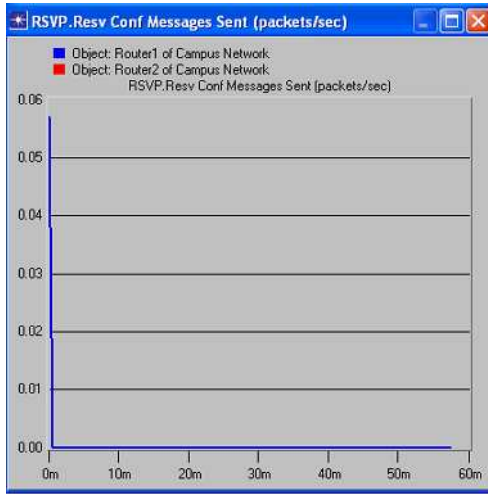 RSVP.Resv Conf Messages Sent (packets/sec)
Object: Router1 of Campus Network
Object: Router2 of Campus Network
RSVP.Resv Conf Messages Sent (packets/sec)
0.06
0.05
0.04
0.03
0.02
0.01
0.00
0m 10m 20m 30m 40m 50m 60m